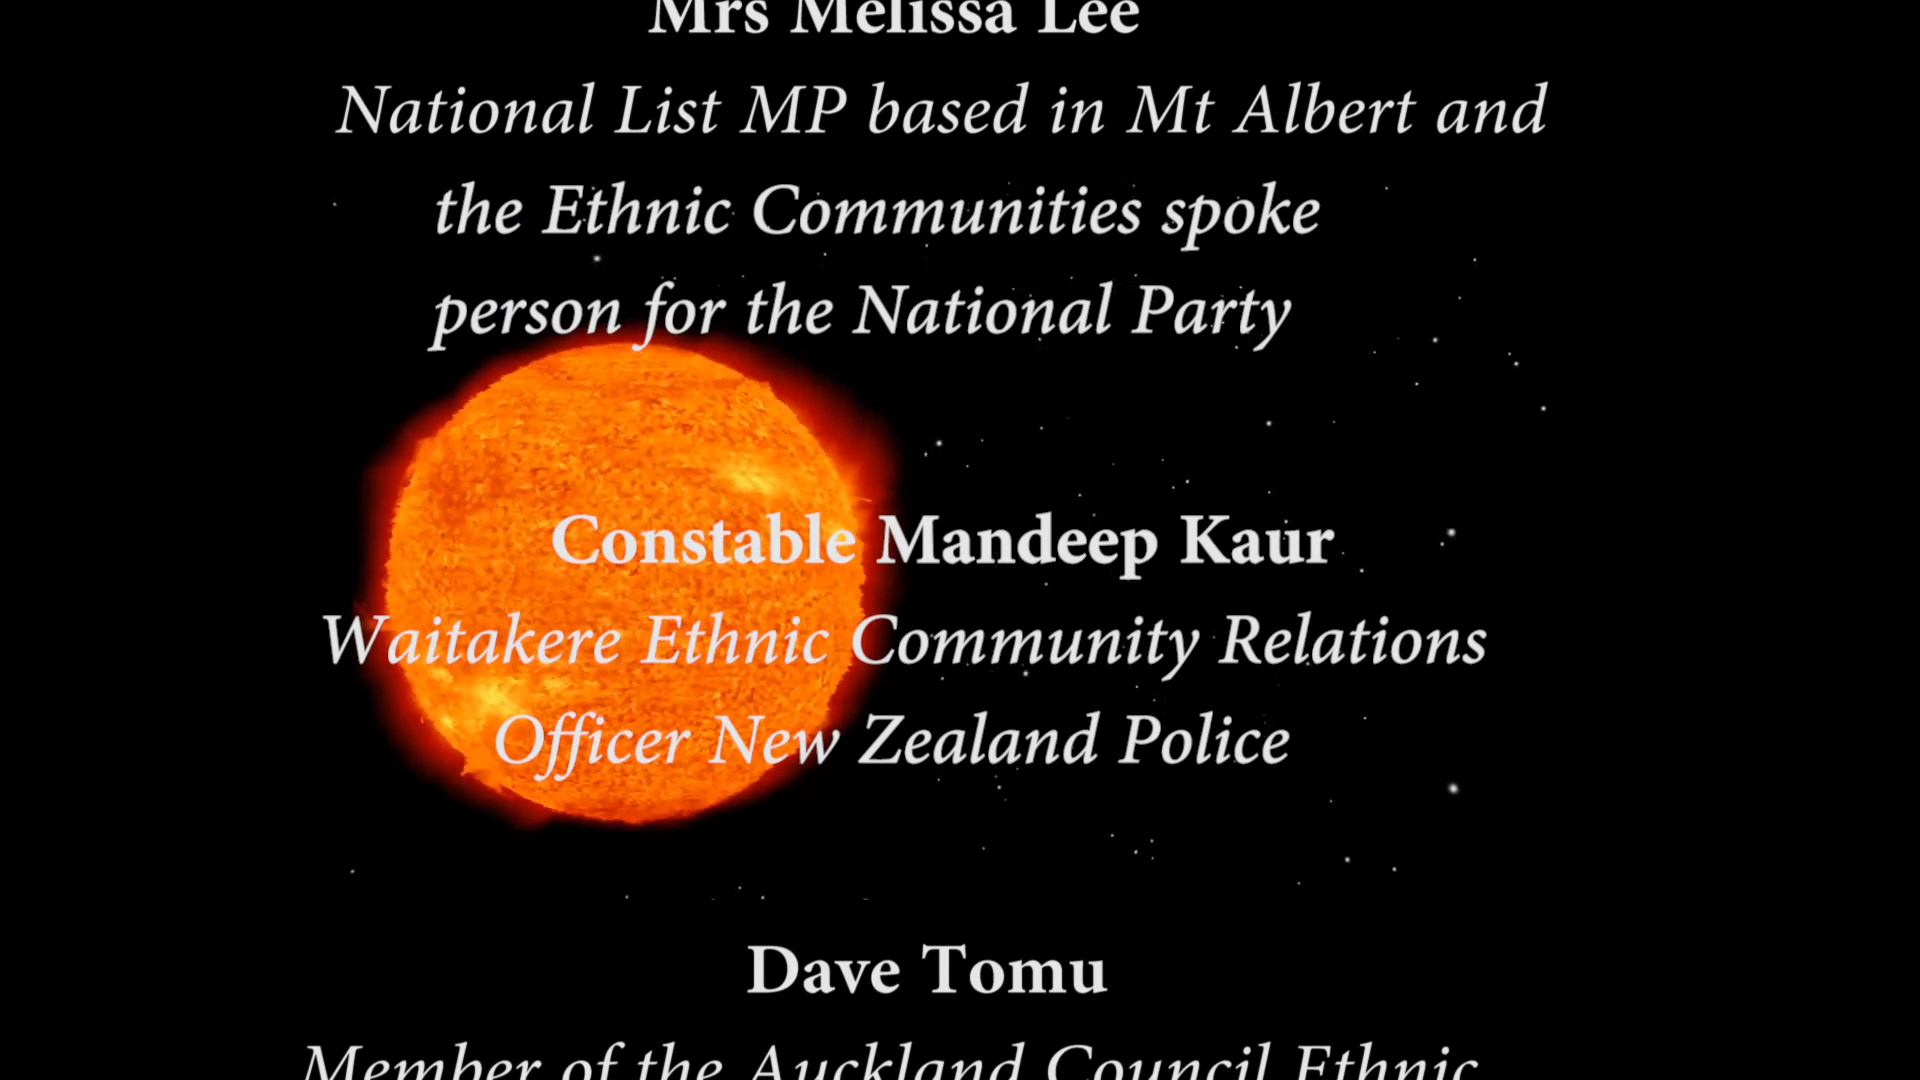 Mrs Melissa Lee
National List MP based in Mt Albert and
the Ethnic Communities spoke
person for the National Party
Constable Mandeep Kaur
Waitakere Ethnic Community Relations
Officer New Zealand Police
Dave Tomu
Member of the Auckland Council Ethnic